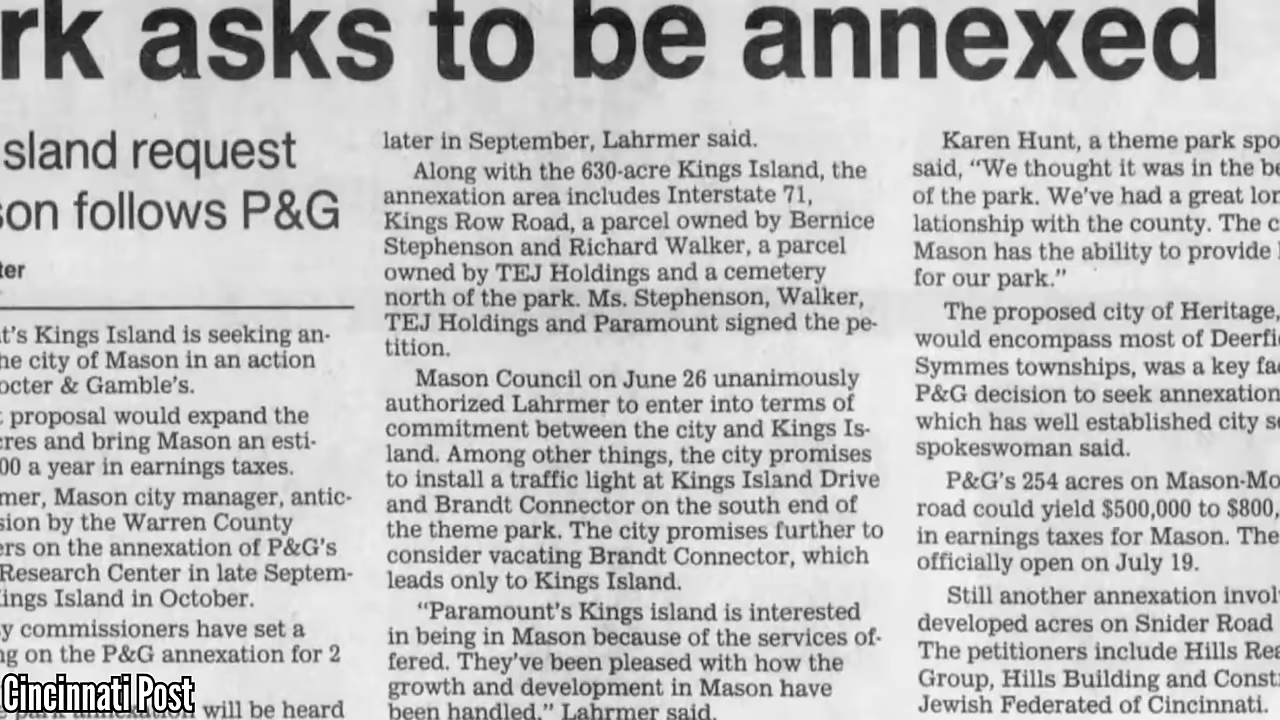 rk asks to be annexed
sland request
son follows P&G
ter
t's Kings Island is seeking an-
he city of Mason in an action
octer & Gamble's.
t proposal would expand the
cres and bring Mason an esti-
00 a year in earnings taxes.
mer, Mason city manager, antic-
sion by the Warren County
ers on the annexation of P&G's
Research Center in late Septem-
ings Island in October.
y commissioners have set a
ng on the P&G annexation for 2
will be heard
later in September, Lahrmer said.
Along with the 630-acre Kings Island, the
annexation area includes Interstate 71,
Kings Row Road, a parcel owned by Bernice
Stephenson and Richard Walker, a parcel
owned by TEJ Holdings and a cemetery
north of the park. Ms. Stephenson, Walker,
TEJ Holdings and Paramount signed the pe-
tition.
Mason Council on June 26 unanimously
authorized Lahrmer to enter into terms of
commitment between the city and Kings Is-
land. Among other things, the city promises
to install a traffic light at Kings Island Drive
and Brandt Connector on the south end of
the theme park. The city promises further to
consider vacating Brandt Connector, which
leads only to Kings Island.
"Paramount's Kings island is interested
in being in Mason because of the services of-
fered. They've been pleased with how the
growth and development in Mason have
been handled," Lahrmer said.
Karen Hunt, a theme park spo
said, "We thought it was in the be
of the park. We've had a great lon
lationship with the county. The c
Mason has the ability to provide
for our park."
The proposed city of Heritage,
would encompass most of Deerfi
Symmes townships, was a key fa
P&G decision to seek annexation
which has well established city s
spokeswoman said.
P&G's 254 acres on Mason-Mo
road could yield $500,000 to $800,
in earnings taxes for Mason. The
officially open on July 19.
Still another annexation invol
developed acres on Snider Road
The petitioners include Hills Rea
Group, Hills Building and Const
Jewish Federated of Cincinnati.
Cincinnati Post